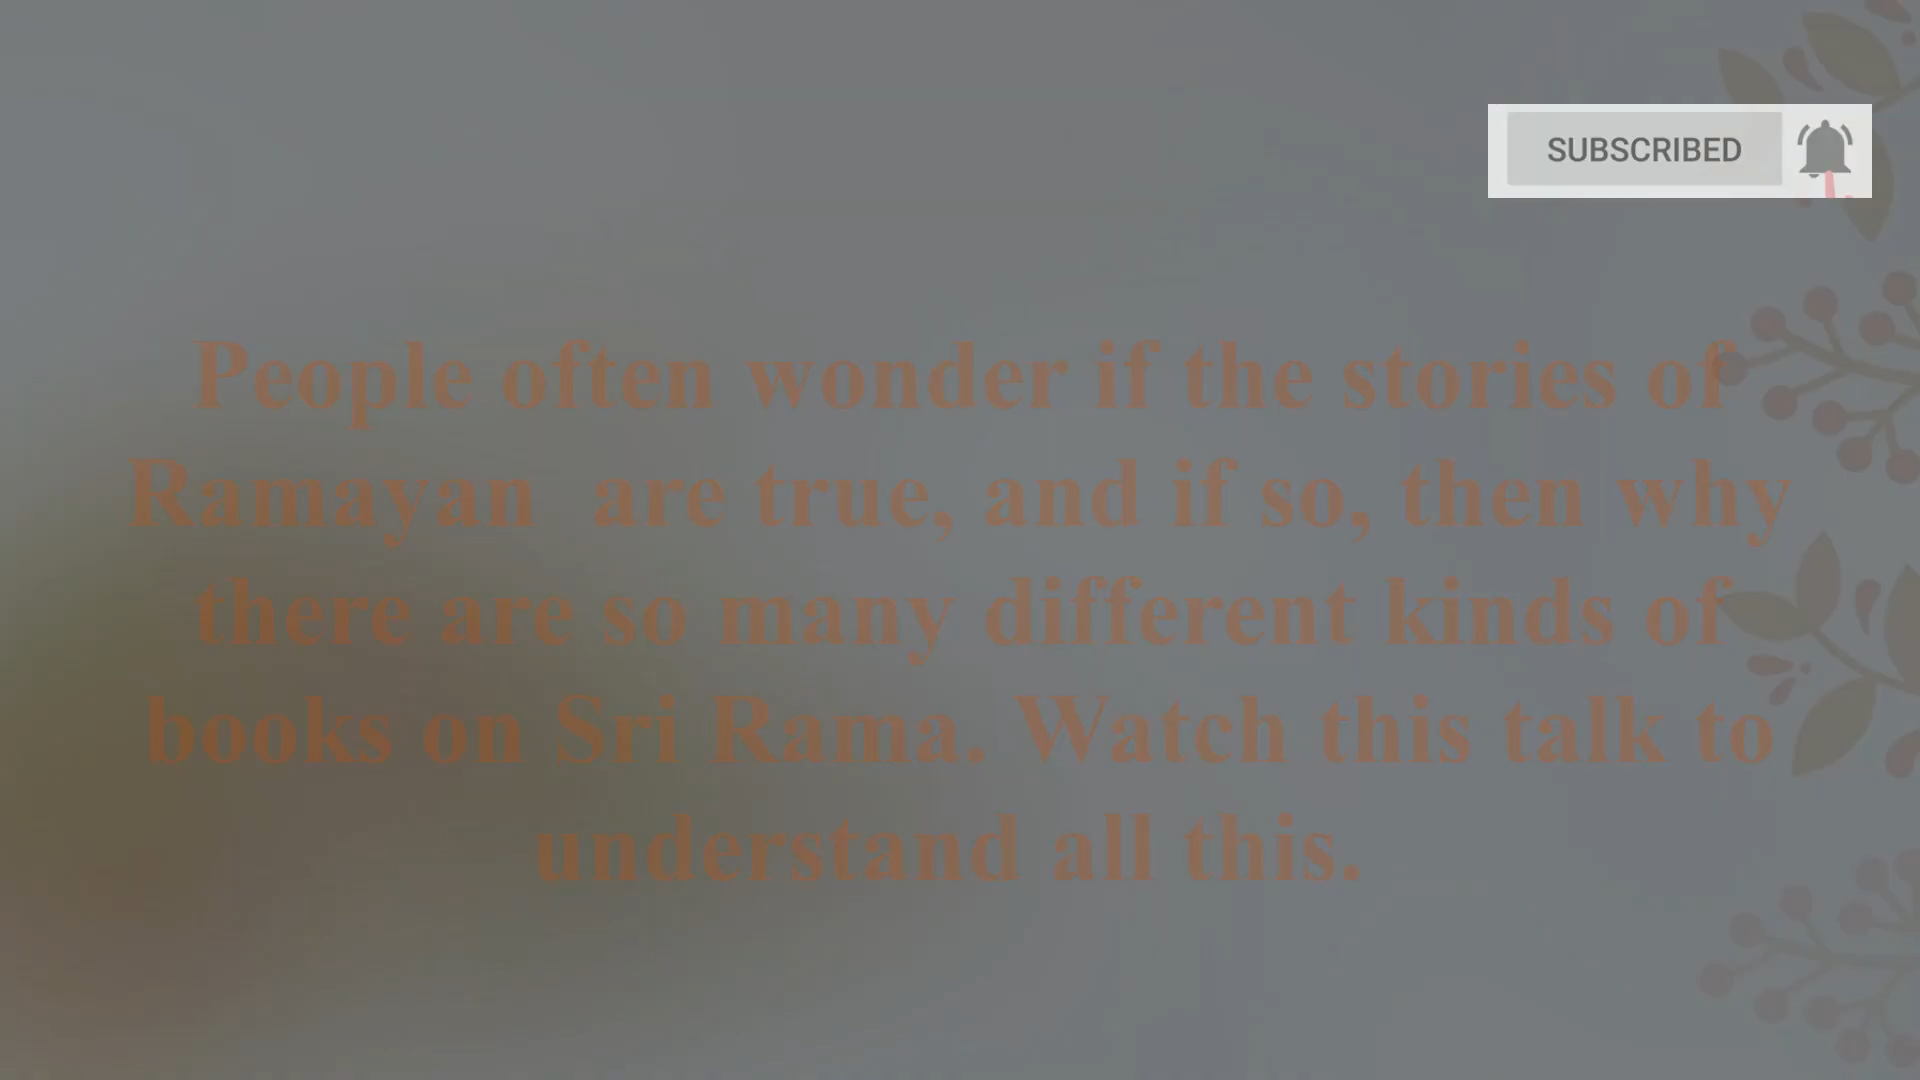 SUBSCRIBED
People often wonder if the stories of
Ramayan are true, and if so, then why
there are so many different kinds of
books on Sri Rama. Watch this talk to
understand all this.